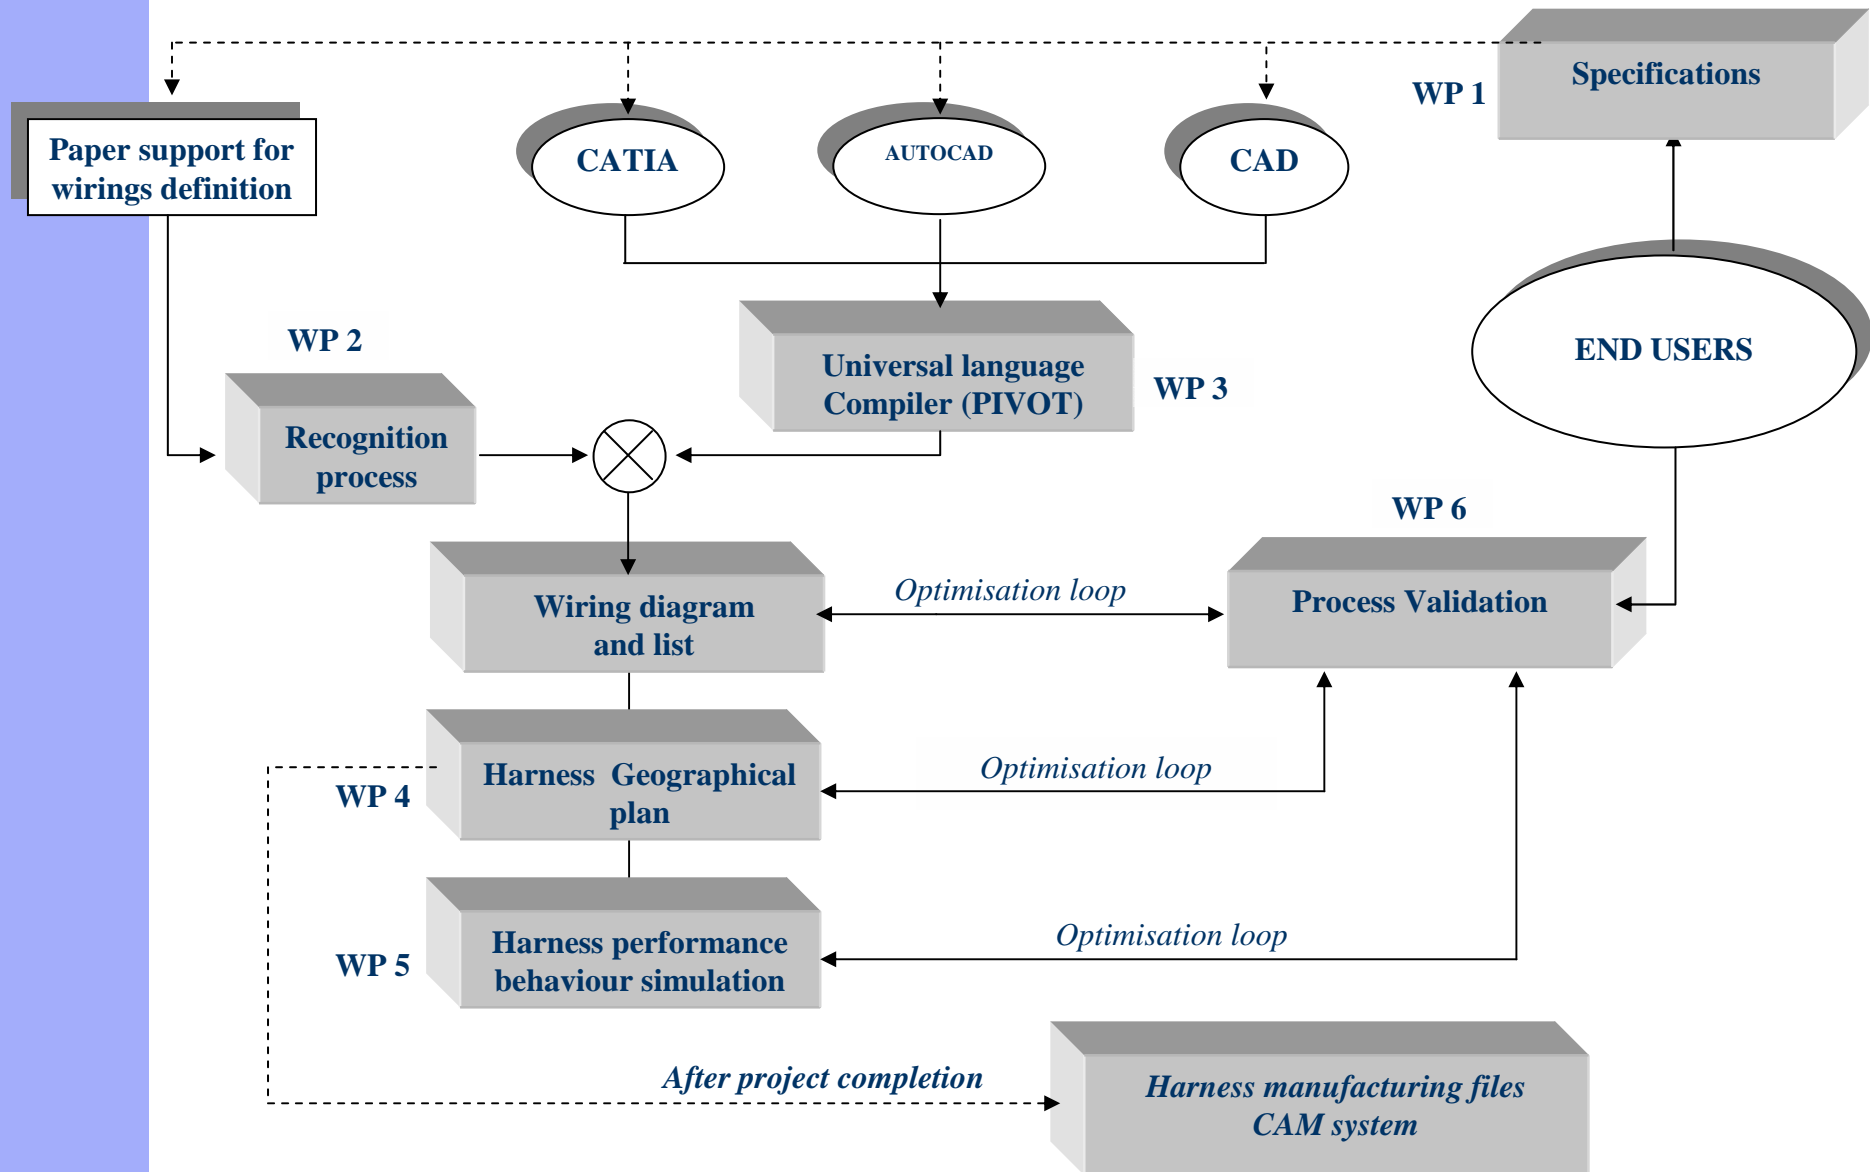 Specifications
WP 1
Paper support for
wirings definition
CATIA
AUTOCAD
CAD
END USERS
WP 2
Universal language
Compiler (PIVOT)
WP 3
Recognition
process
WP 6
Optimisation loop
Process Validation
Wiring diagram
and list
Harness  Geographical
plan
Optimisation loop
WP 4
Harness performance
behaviour simulation
Optimisation loop
WP 5
After project completion
Harness manufacturing files
CAM system